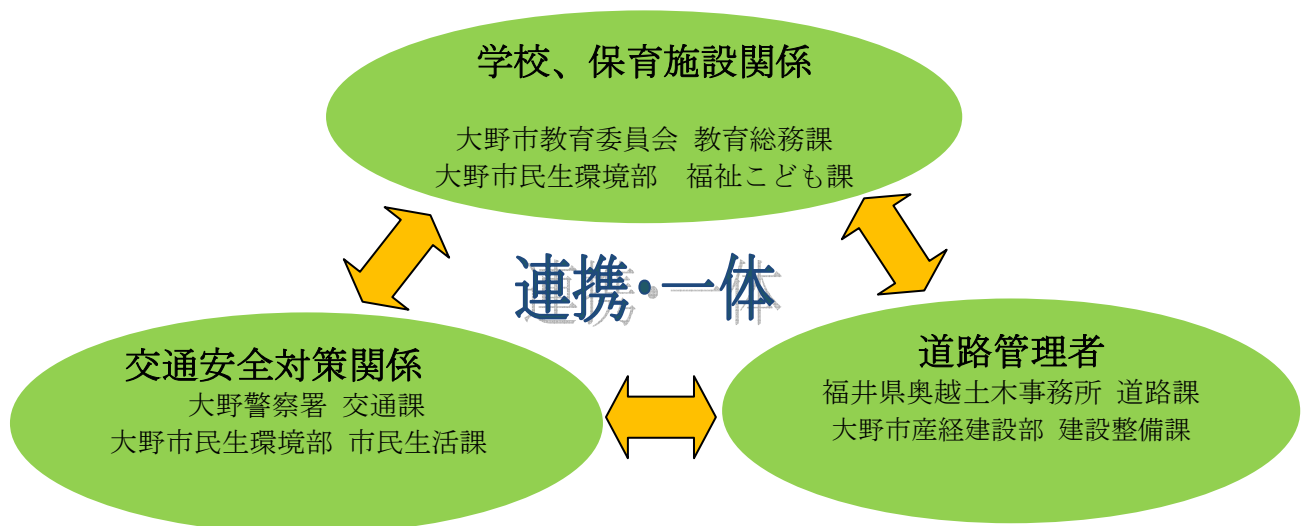 学校、保育施設関係
大野市教育委員会 教育総務課
大野市民生環境部　福祉こども課
連携・一体
交通安全対策関係
大野警察署 交通課
大野市民生環境部 市民生活課
道路管理者
福井県奥越土木事務所 道路課
大野市産経建設部 建設整備課